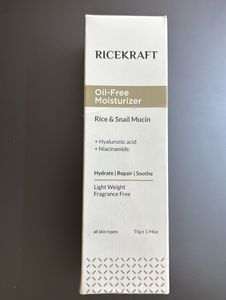 RICEKRAFT
Oil-Free
Moisturizer
Rice & Snail Mucin
+ Hyaluronic acid
+ Niacinamide
Hydrate | Repair | Soothe
Light Weight
Fragrance Free
all skin types 55g ℮ 1.94oz